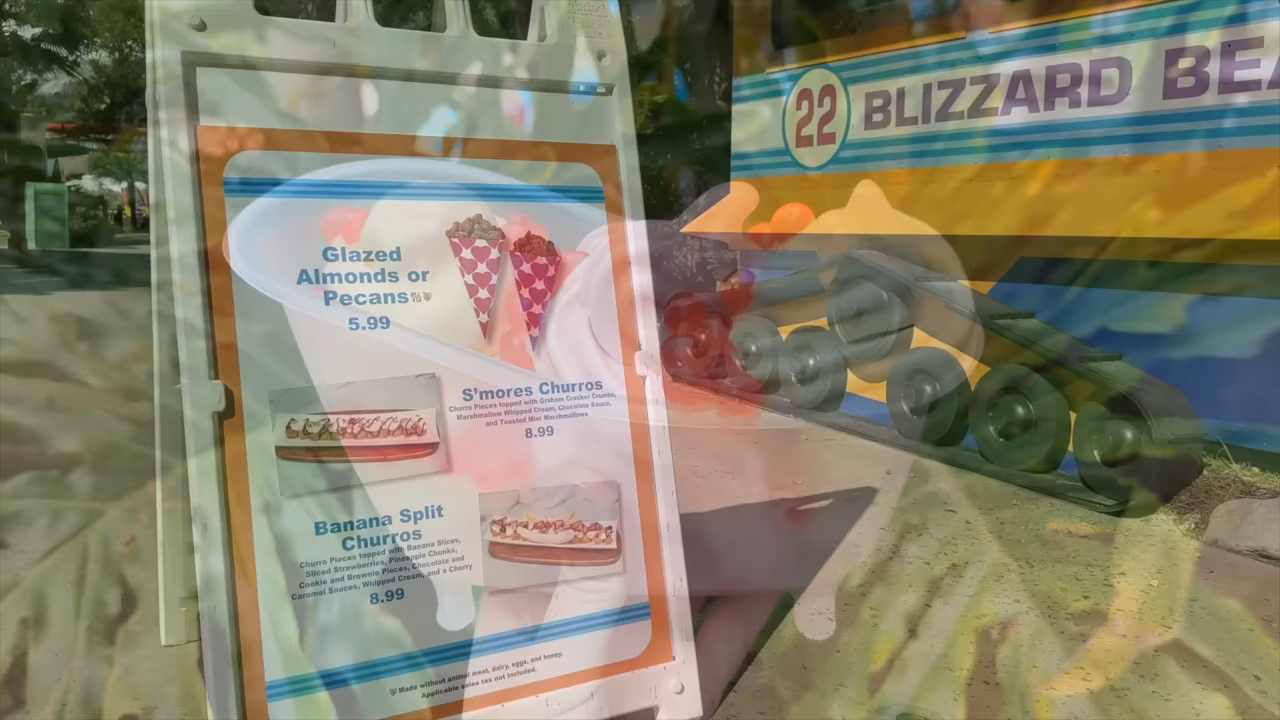 22 BLIZZARD BEA
Glazed
Almonds or
Pecans
5.99
S'mores Churros
Churro Pieces topped with Graham Cracker Crumbs,
Marshmallow Whipped Cream, Chocolate Sauce,
and Toasted Mini Marshmallows
8.99
Banana Split
Churros
Churro Pieces topped with Banana Slices,
Sliced Strawberries, Pineapple Chunks,
Cookie and Brownie Pieces, Chocolate and
Caramel Sauces, Whipped Cream, and a Cherry
8.99
Made without animal meat, dairy, eggs, and honey.
Applicable sales tax not included.